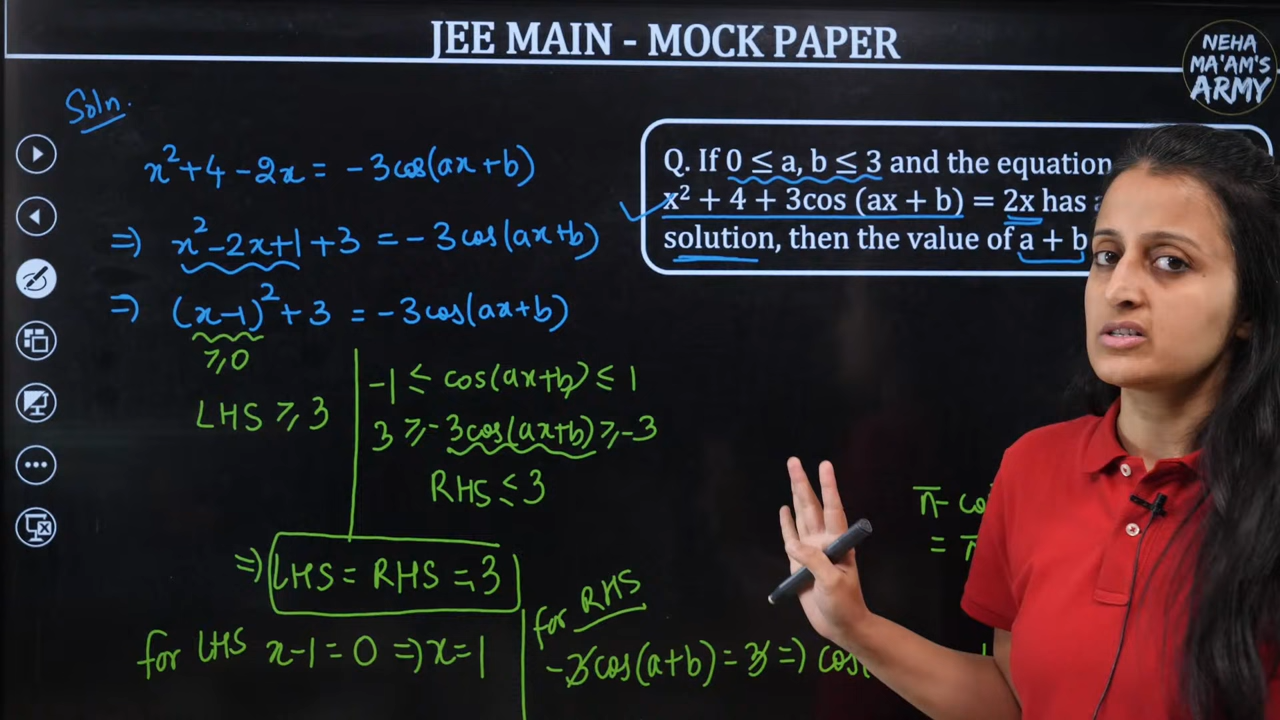 JEE MAIN - MOCK PAPER
NEHA
MA'AM'S
ARMY
Soln.
x² + 4 - 2x = -3cos(ax+b)
⇒ x² - 2x + 1 + 3 = -3cos(ax+b)
⇒ (x-1)² + 3 = -3cos(ax+b)
≥0
LHS ≥ 3
-1 ≤ cos(ax+b) ≤ 1
3 ≥ -3cos(ax+b) ≥ -3
RHS ≤ 3
⇒ LHS = RHS = 3
for LHS x-1 = 0 ⇒ x = 1
for RHS
-3cos(a+b) = 3 ⇒ cos(
Q. If 0 ≤ a, b ≤ 3 and the equation
x² + 4 + 3cos (ax + b) = 2x has
solution, then the value of a + b